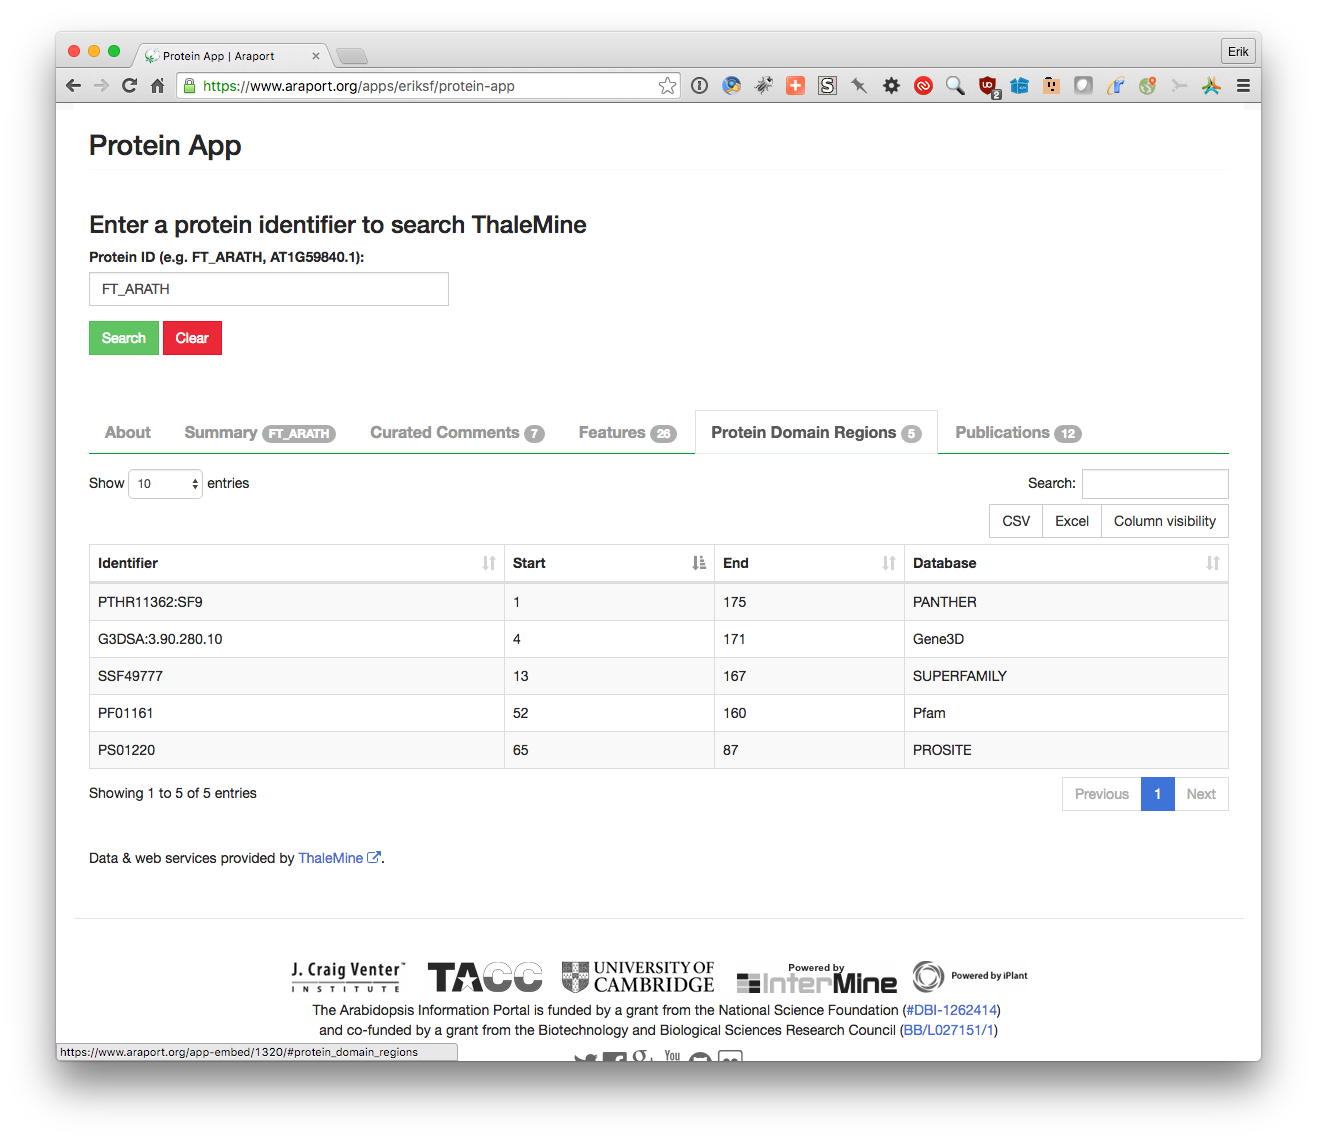 Protein App | Araport
Erik
https://www.araport.org/apps/eriksf/protein-app
2
Protein App
Enter a protein identifier to search ThaleMine
Protein ID (e.g. FT_ARATH, AT1G59840.1):
FT_ARATH
Search Clear
About Summary FT_ARATH Curated Comments 7 Features 26 Protein Domain Regions 5 Publications 12
Show 10 entries Search:
CSV Excel Column visibility
Identifier Start End Database
PTHR11362:SF9 1 175 PANTHER
G3DSA:3.90.280.10 4 171 Gene3D
SSF49777 13 167 SUPERFAMILY
PF01161 52 160 Pfam
PS01220 65 87 PROSITE
Showing 1 to 5 of 5 entries Previous 1 Next
Data & web services provided by ThaleMine.
J. Craig Venter™ INSTITUTE TACC UNIVERSITY OF CAMBRIDGE Powered by InterMine Powered by iPlant
The Arabidopsis Information Portal is funded by a grant from the National Science Foundation (#DBI-1262414)
and co-funded by a grant from the Biotechnology and Biological Sciences Research Council (BB/L027151/1)
https://www.araport.org/app-embed/1320/#protein_domain_regions
You